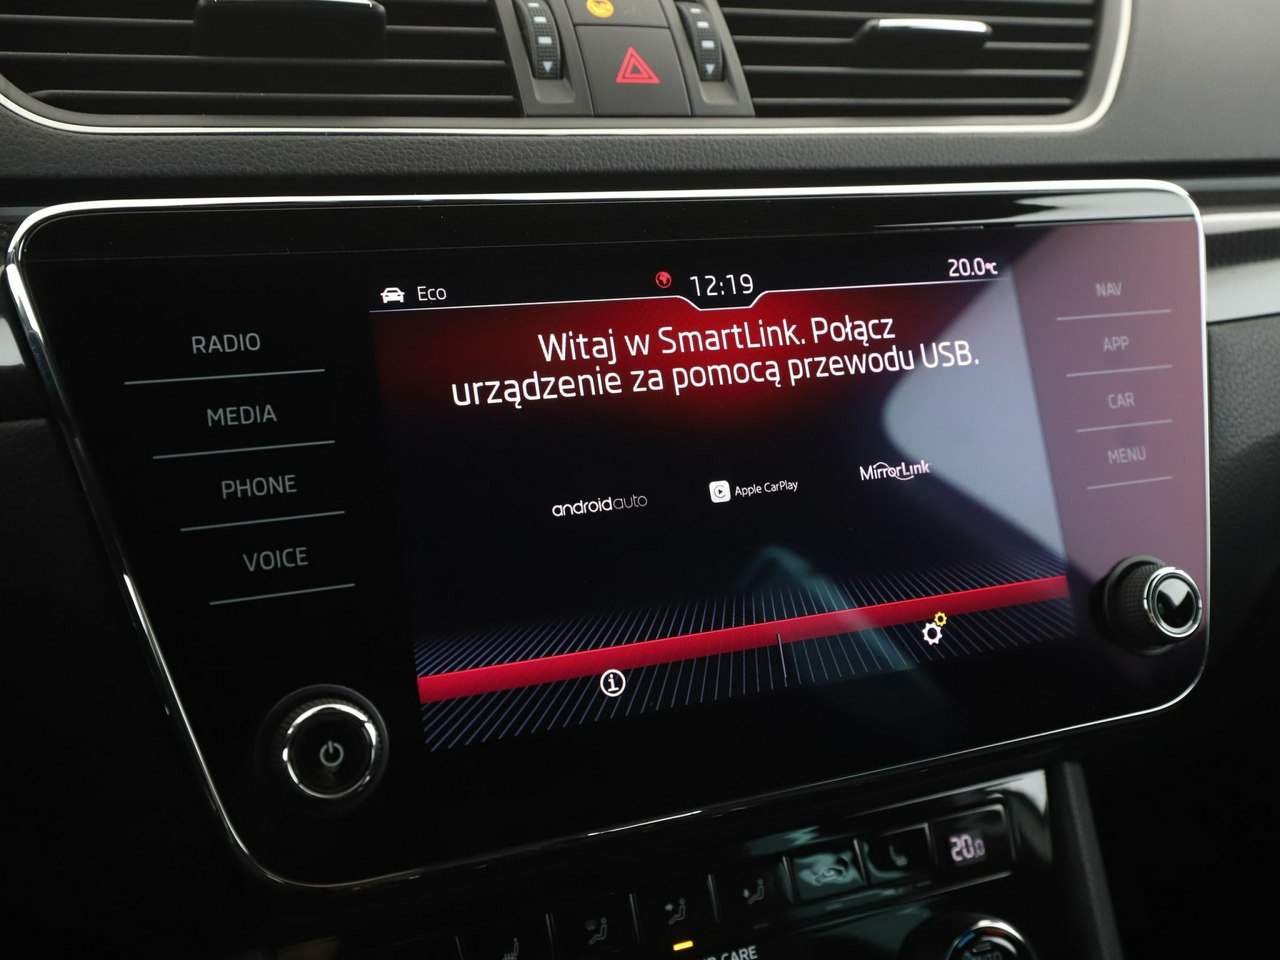 Eco
12:19
20.0°C
RADIO
MEDIA
PHONE
VOICE
Witaj w SmartLink. Połącz
urządzenie za pomocą przewodu USB.
androidauto
Apple CarPlay
MirrorLink
NAV
APP
CAR
MENU
20.0
CARE